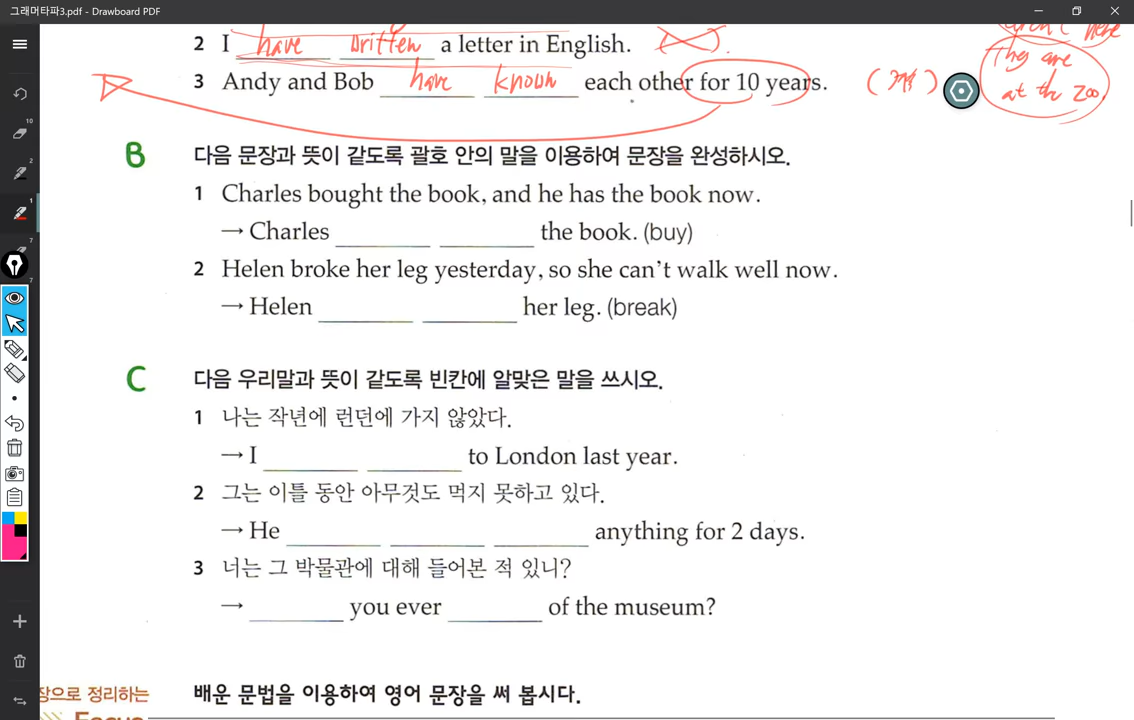 그래머타파3.pdf - Drawboard PDF
here
2 I have written a letter in English.
They are
at the zoo.
3 Andy and Bob have known each other for 10 years.
B 다음 문장과 뜻이 같도록 괄호 안의 말을 이용하여 문장을 완성하시오.
1 Charles bought the book, and he has the book now.
→ Charles ________ ________ the book. (buy)
2 Helen broke her leg yesterday, so she can't walk well now.
→ Helen ________ ________ her leg. (break)
C 다음 우리말과 뜻이 같도록 빈칸에 알맞은 말을 쓰시오.
1 나는 작년에 런던에 가지 않았다.
→ I ________ ________ to London last year.
2 그는 이틀 동안 아무것도 먹지 못하고 있다.
→ He ________ ________ ________ anything for 2 days.
3 너는 그 박물관에 대해 들어본 적 있니?
→ ________ you ever ________ of the museum?
장으로 정리하는
배운 문법을 이용하여 영어 문장을 써 봅시다.
10
2
1
7
7